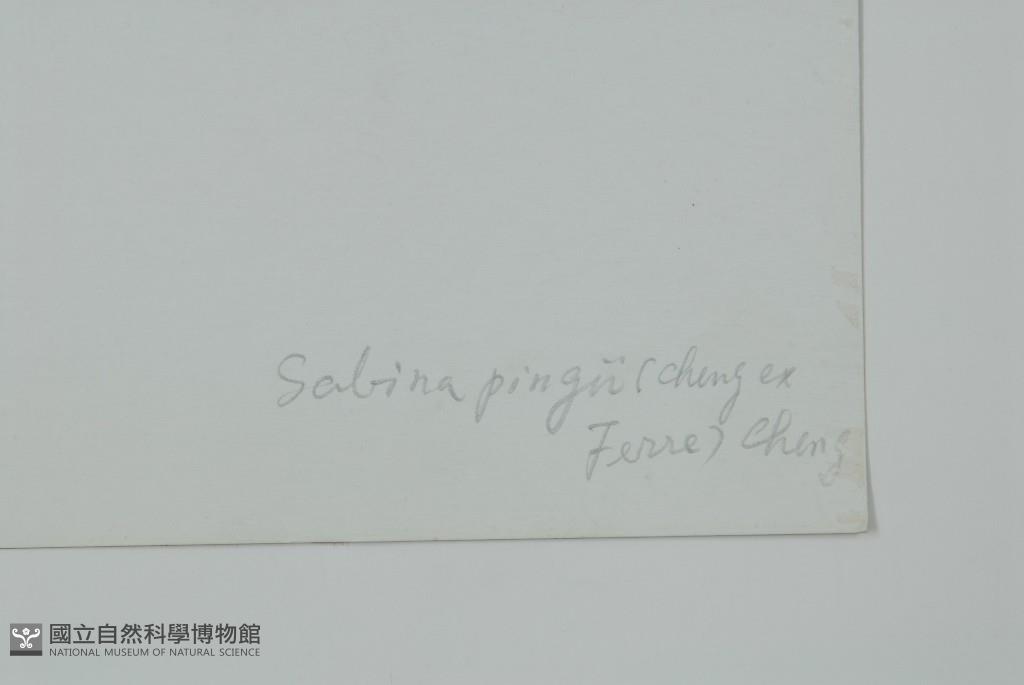 Sabina pingii (Cheng ex
Ferre) Cheng
國立自然科學博物館
NATIONAL MUSEUM OF NATURAL SCIENCE